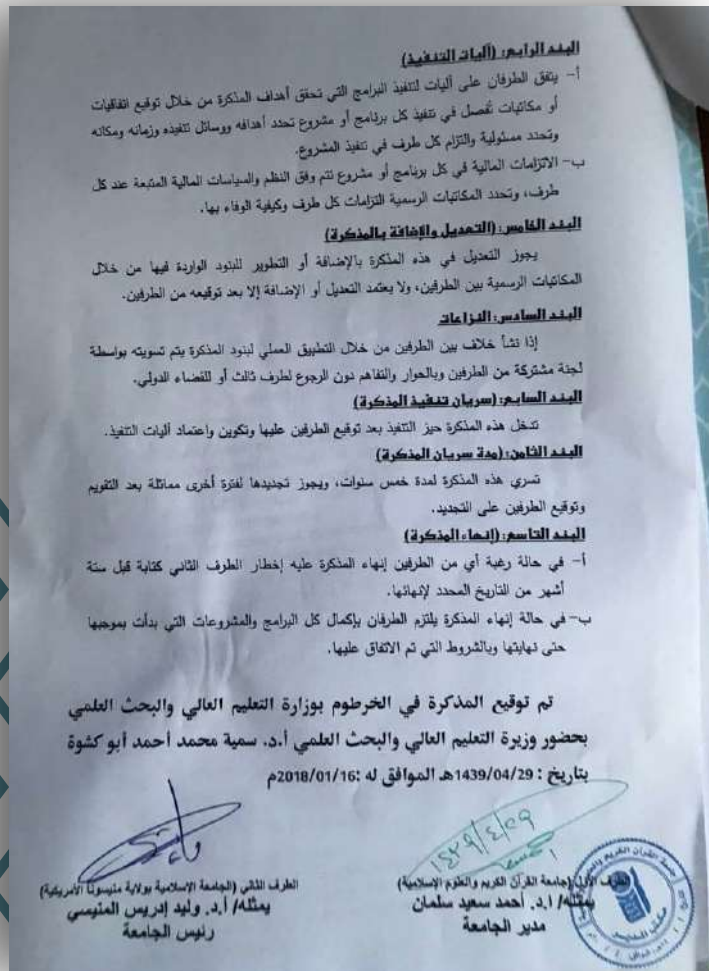 البند الرابع: (آليات التنفيذ)
أ- يتفق الطرفان على آليات لتنفيذ البرامج التي تحقق أهداف المذكرة من خلال توقيع اتفاقيات
أو مكاتبات تُفصل في تنفيذ كل برنامج أو مشروع تحدد أهدافه ووسائل تنفيذه وزمانه ومكانه
وتحدد مسئولية والتزام كل طرف في تنفيذ المشروع.
ب- الالتزامات المالية في كل برنامج أو مشروع تتم وفق النظم والسياسات المالية المتبعة عند كل
طرف، وتحدد المكاتبات الرسمية التزامات كل طرف وكيفية الوفاء بها.
البند الخامس: (التعديل والإضافة بالمذكرة)
يجوز التعديل في هذه المذكرة بالإضافة أو التطوير للبنود الواردة فيها من خلال
المكاتبات الرسمية بين الطرفين، ولا يعتمد التعديل أو الإضافة إلا بعد توقيعه من الطرفين.
البند السادس: النزاعات
إذا نشأ خلاف بين الطرفين من خلال التطبيق العملي لبنود المذكرة يتم تسويته بواسطة
لجنة مشتركة من الطرفين وبالحوار والتفاهم دون الرجوع لطرف ثالث أو للقضاء الدولي.
البند السابع: (سريان تنفيذ المذكرة)
تدخل هذه المذكرة حيز التنفيذ بعد توقيع الطرفين عليها وتكوين واعتماد آليات التنفيذ.
البند الثامن: (مدة سريان المذكرة)
تسري هذه المذكرة لمدة خمس سنوات، ويجوز تجديدها لفترة أخرى مماثلة بعد التقويم
وتوقيع الطرفين على التجديد.
البند التاسع: (إنهاء المذكرة)
أ- في حالة رغبة أي من الطرفين إنهاء المذكرة عليه إخطار الطرف الثاني كتابة قبل ستة
أشهر من التاريخ المحدد لإنهائها.
ب- في حالة إنهاء المذكرة يلتزم الطرفان بإكمال كل البرامج والمشروعات التي بدأت بموجبها
حتى نهايتها وبالشروط التي تم الاتفاق عليها.
تم توقيع المذكرة في الخرطوم بوزارة التعليم العالي والبحث العلمي
بحضور وزيرة التعليم العالي والبحث العلمي أ.د. سمية محمد أحمد أبو كشوة
بتاريخ : 1439/04/29هـ الموافق له :2018/01/16م
١٤٣٩/٤/٢٩
الطرف الأول (جامعة القرآن الكريم والعلوم الإسلامية)
يمثله/ أ.د. أحمد سعيد سلمان
مدير الجامعة
الطرف الثاني (الجامعة الإسلامية بولاية منيسوتا الأمريكية)
يمثله/ أ.د. وليد إدريس المنيسي
رئيس الجامعة
جامعة القرآن الكريم
مكتب المدير